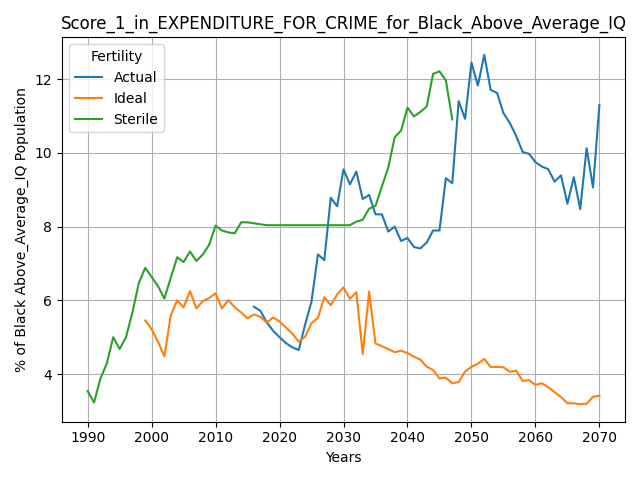 Score_1_in_EXPENDITURE_FOR_CRIME_for_Black_Above_Average_IQ
Fertility
Actual
Ideal
Sterile
% of Black Above_Average_IQ Population
12
10
8
6
4
1990 2000 2010 2020 2030 2040 2050 2060 2070
Years